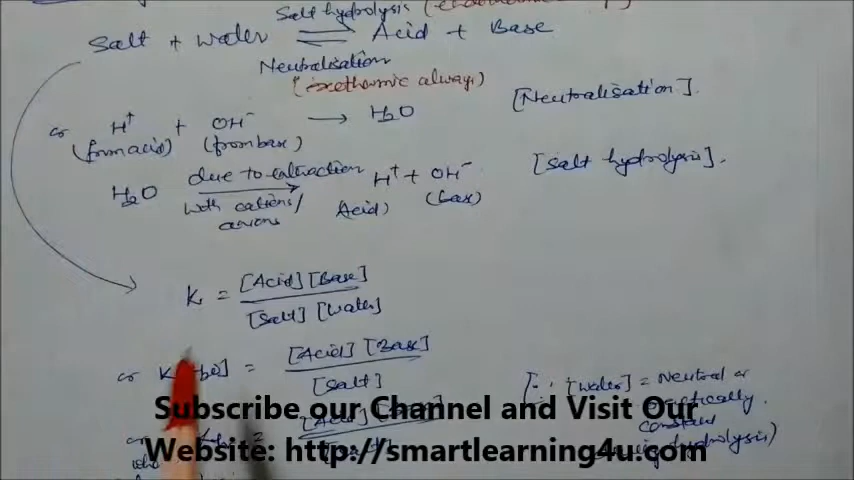 Salt hydrolysis
Salt + water ⇌ Acid + Base
Neutralisation
(exothermic always)
or H⁺ + OH⁻ → H₂O [Neutralisation].
(from acid) (from base)
H₂O due to attraction → H⁺ + OH⁻ [Salt hydrolysis].
with cations/ Acid) (base)
anions
K = [Acid] [Base]
[Salt] [Water]
or K = [Acid] [Base]
[Salt]
[∵ [water] = Neutral or
constant
Subscribe our Channel and Visit Our
Website: http://smartlearning4u.com
hydrolysis)